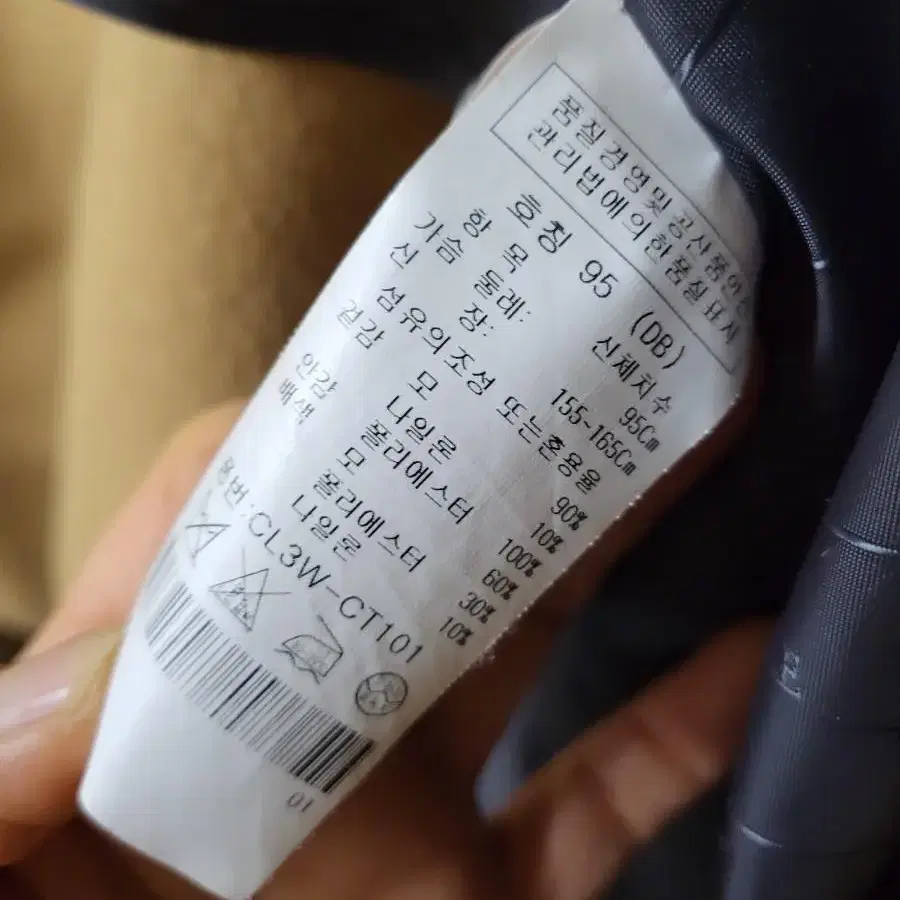 품질경영및 공산품안전
관리법에의한품질표시
호칭 95 (DB)
항 목 신체치수
가슴 둘레: 95Cm
신 장: 155-165Cm
섬유의조성 또는혼용율
겉감 모 90%
나일론 10%
안감 폴리에스터 100%
배색 모 60%
폴리에스터 30%
나일론 10%
품번:CL3W-CT101
01